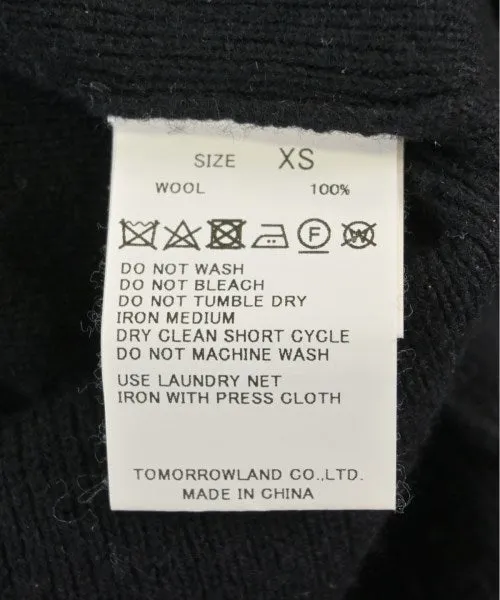 SIZE XS
WOOL 100%
F W
DO NOT WASH
DO NOT BLEACH
DO NOT TUMBLE DRY
IRON MEDIUM
DRY CLEAN SHORT CYCLE
DO NOT MACHINE WASH
USE LAUNDRY NET
IRON WITH PRESS CLOTH
TOMORROWLAND CO.,LTD.
MADE IN CHINA